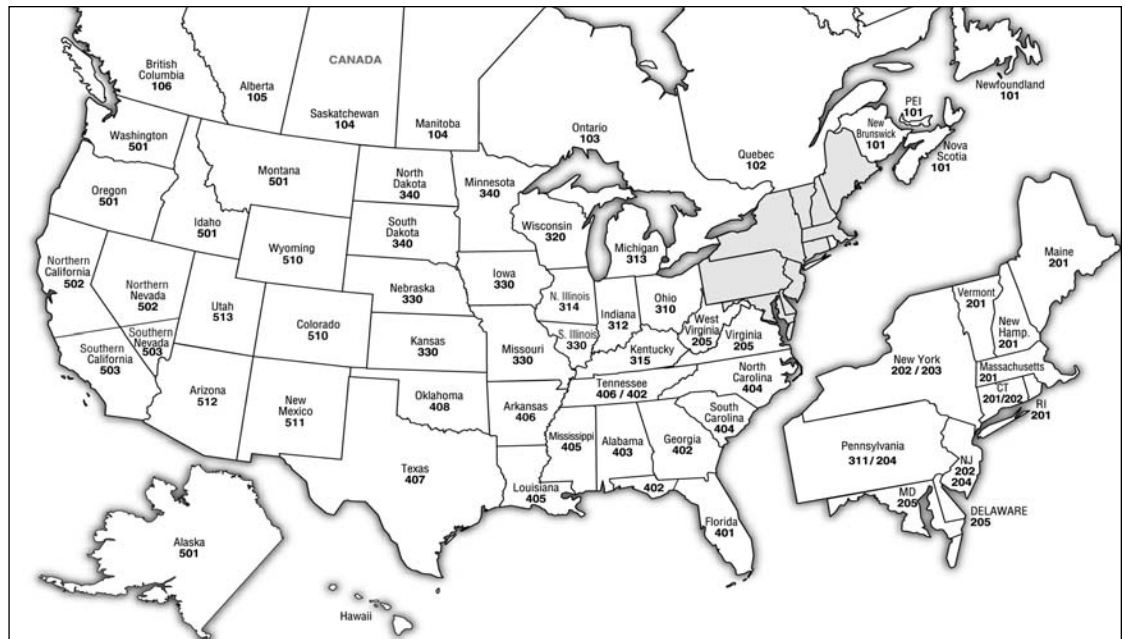 CANADA
British
Columbia
106
Alberta
105
Saskatchewan
104
Manitoba
104
Ontario
103
Quebec
102
Newfoundland
101
PEI
101
New
Brunswick
101
Nova
Scotia
101
Washington
501
Montana
501
North
Dakota
340
Minnesota
340
Oregon
501
Idaho
501
Wyoming
510
South
Dakota
340
Wisconsin
320
Michigan
313
Northern
California
502
Northern
Nevada
502
Utah
513
Colorado
510
Nebraska
330
Iowa
330
N. Illinois
314
Indiana
312
Ohio
310
Southern
California
503
Southern
Nevada
503
Kansas
330
Missouri
330
S. Illinois
330
Kentucky
315
West
Virginia
205
Virginia
205
Arizona
512
New
Mexico
511
Oklahoma
408
Arkansas
406
Tennessee
406 / 402
North
Carolina
404
South
Carolina
404
Texas
407
Louisiana
405
Mississippi
405
Alabama
403
Georgia
402
402
Florida
401
Alaska
501
Hawaii
Maine
201
Vermont
201
New
Hamp.
201
New York
202 / 203
Massachusetts
201
CT
201/202
RI
201
Pennsylvania
311 / 204
NJ
202
204
MD
205
DELAWARE
205